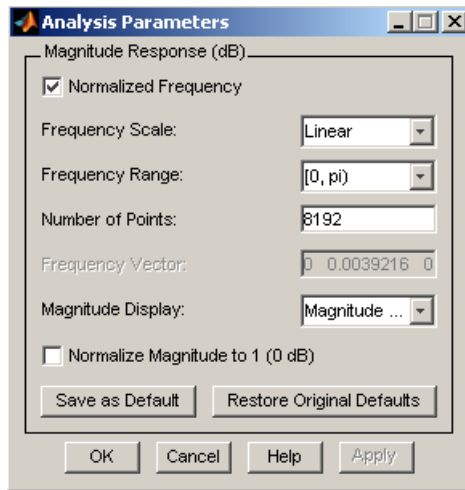 Analysis Parameters
Magnitude Response (dB)
Normalized Frequency
Frequency Scale: Linear
Frequency Range: [0, pi)
Number of Points: 8192
Frequency Vector: 0 0.0039216 0
Magnitude Display: Magnitude ...
Normalize Magnitude to 1 (0 dB)
Save as Default Restore Original Defaults
OK Cancel Help Apply